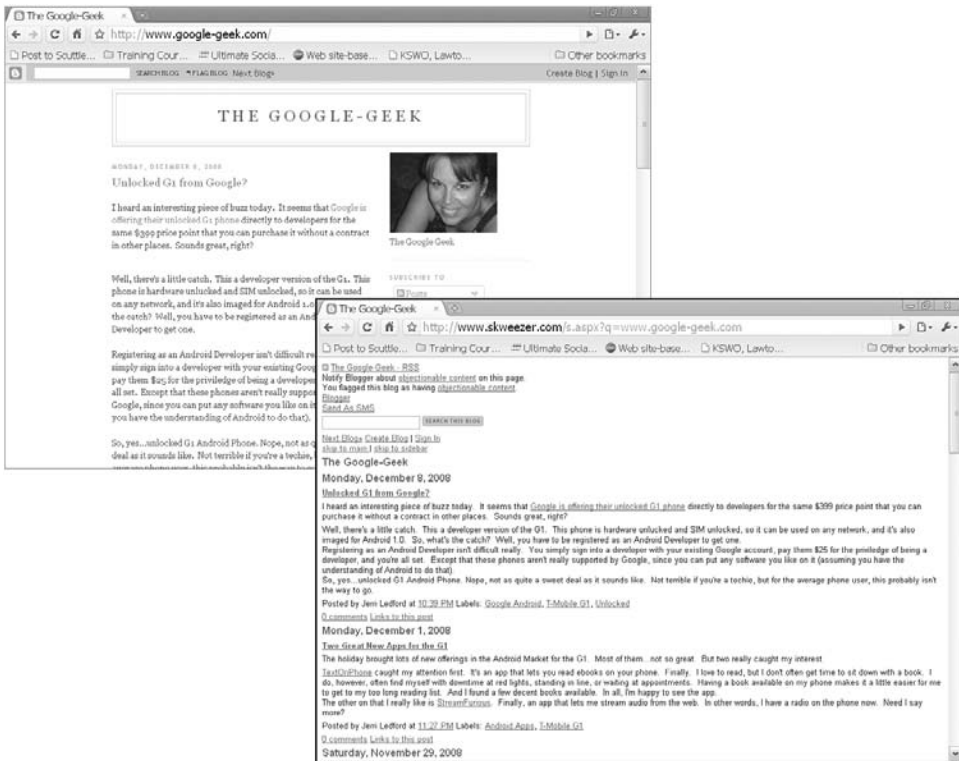 The Google-Geek
http://www.google-geek.com/
Post to Scuttle... Training Cour... Ultimate Socia... Web site-base... KSWO, Lawto... Other bookmarks
SEARCH BLOG FLAG BLOG Next Blog» Create Blog | Sign In
THE GOOGLE-GEEK
MONDAY, DECEMBER 8, 2008
Unlocked G1 from Google?
I heard an interesting piece of buzz today. It seems that Google is
offering their unlocked G1 phone directly to developers for the
same $399 price point that you can purchase it without a contract
in other places. Sounds great, right?
Well, there's a little catch. This a developer version of the G1. This
phone is hardware unlucked and SIM unlocked, so it can be used
on any network, and it's also imaged for Android 1.0
the catch? Well, you have to be registered as an And
Developer to get one.
Registering as an Android Developer isn't difficult re
simply sign into a developer with your existing Goog
pay them $25 for the priviledge of being a develope
all set. Except that these phones aren't really suppo
Google, since you can put any software you like on it
you have the understanding of Android to do that).
So, yes...unlocked G1 Android Phone. Nope, not as q
deal as it sounds like. Not terrible if you're a techie, b
The Google Geek
SUBSCRIBE TO
Posts
The Google-Geek
http://www.skweezer.com/s.aspx?q=www.google-geek.com
Post to Scuttle... Training Cour... Ultimate Socia... Web site-base... KSWO, Lawto... Other bookmarks
The Google-Geek - RSS
Notify Blogger about objectionable content on this page.
You flagged this blog as having objectionable content
Blogger
Send As SMS
SEARCH THIS BLOG
Next Blog» Create Blog | Sign In
skip to main | skip to sidebar
The Google-Geek
Monday, December 8, 2008
Unlocked G1 from Google?
I heard an interesting piece of buzz today. It seems that Google is offering their unlocked G1 phone directly to developers for the same $399 price point that you can
purchase it without a contract in other places. Sounds great, right?
Well, there's a little catch. This a developer version of the G1. This phone is hardware unlucked and SIM unlocked, so it can be used on any network, and it's also
imaged for Android 1.0. So, what's the catch? Well, you have to be registered as an Android Developer to get one.
Registering as an Android Developer isn't difficult really. You simply sign into a developer with your existing Google account, pay them $25 for the priviledge of being a
developer, and you're all set. Except that these phones aren't really supported by Google, since you can put any software you like on it (assuming you have the
understanding of Android to do that).
So, yes...unlocked G1 Android Phone. Nope, not as quite a sweet deal as it sounds like. Not terrible if you're a techie, but for the average phone user, this probably isn't
the way to go.
Posted by Jerri Ledford at 10:39 PM Labels: Google Android, T-Mobile G1, Unlocked
0 comments Links to this post
Monday, December 1, 2008
Two Great New Apps for the G1
The holiday brought lots of new offerings in the Android Market for the G1. Most of them...not so great. But two really caught my interest.
TextOnPhone caught my attention first. It's an app that lets you read ebooks on your phone. Finally. I love to read, but I don't often get time to sit down with a book. I
do, however, often find myself with downtime at red lights, standing in line, or waiting at appointments. Having a book available on my phone makes it a little easier for me
to get to my too long reading list. And I found a few decent books available. In all, I'm happy to see the app.
The other on that I really like is StreamFurious. Finally, an app that lets me stream audio from the web. In other words, I have a radio on the phone now. Need I say
more?
Posted by Jerri Ledford at 11:27 PM Labels: Android Apps, T-Mobile G1
0 comments Links to this post
Saturday, November 29, 2008